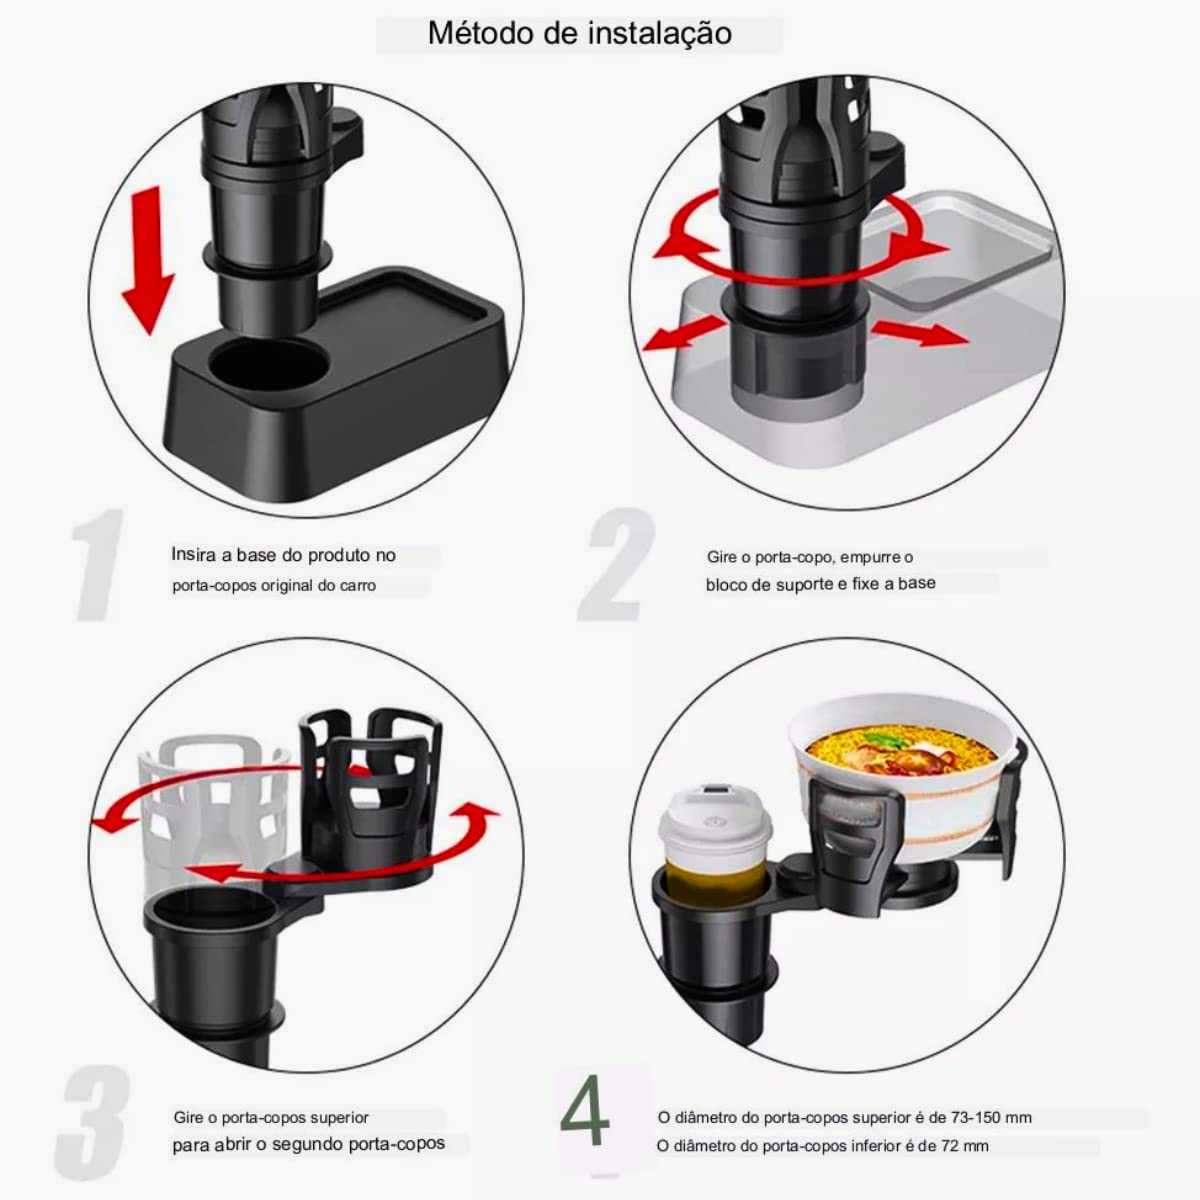 Método de instalação
1
Insira a base do produto no
porta-copos original do carro
2
Gire o porta-copo, empurre o
bloco de suporte e fixe a base
3
Gire o porta-copos superior
para abrir o segundo porta-copos
4
O diâmetro do porta-copos superior é de 73-150 mm
O diâmetro do porta-copos inferior é de 72 mm